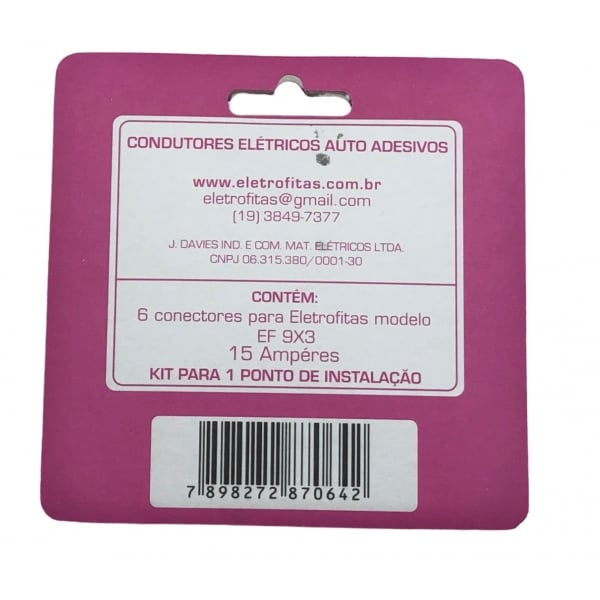 CONDUTORES ELÉTRICOS AUTO ADESIVOS
www.eletrofitas.com.br
eletrofitas@gmail.com
(19) 3849-7377
J. DAVIES IND. E COM. MAT. ELÉTRICOS LTDA.
CNPJ 06.315.380/0001-30
CONTÉM:
6 conectores para Eletrofitas modelo
EF 9X3
15 Ampéres
KIT PARA 1 PONTO DE INSTALAÇÃO
7 898272 870642